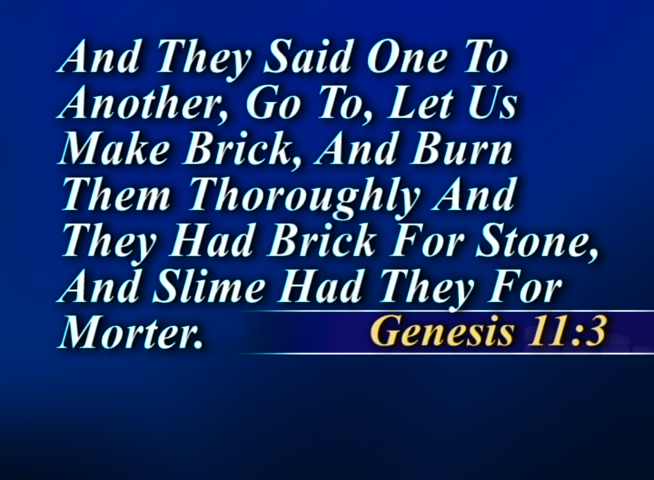 And They Said One To
Another, Go To, Let Us
Make Brick, And Burn
Them Thoroughly And
They Had Brick For Stone,
And Slime Had They For
Morter.
Genesis 11:3